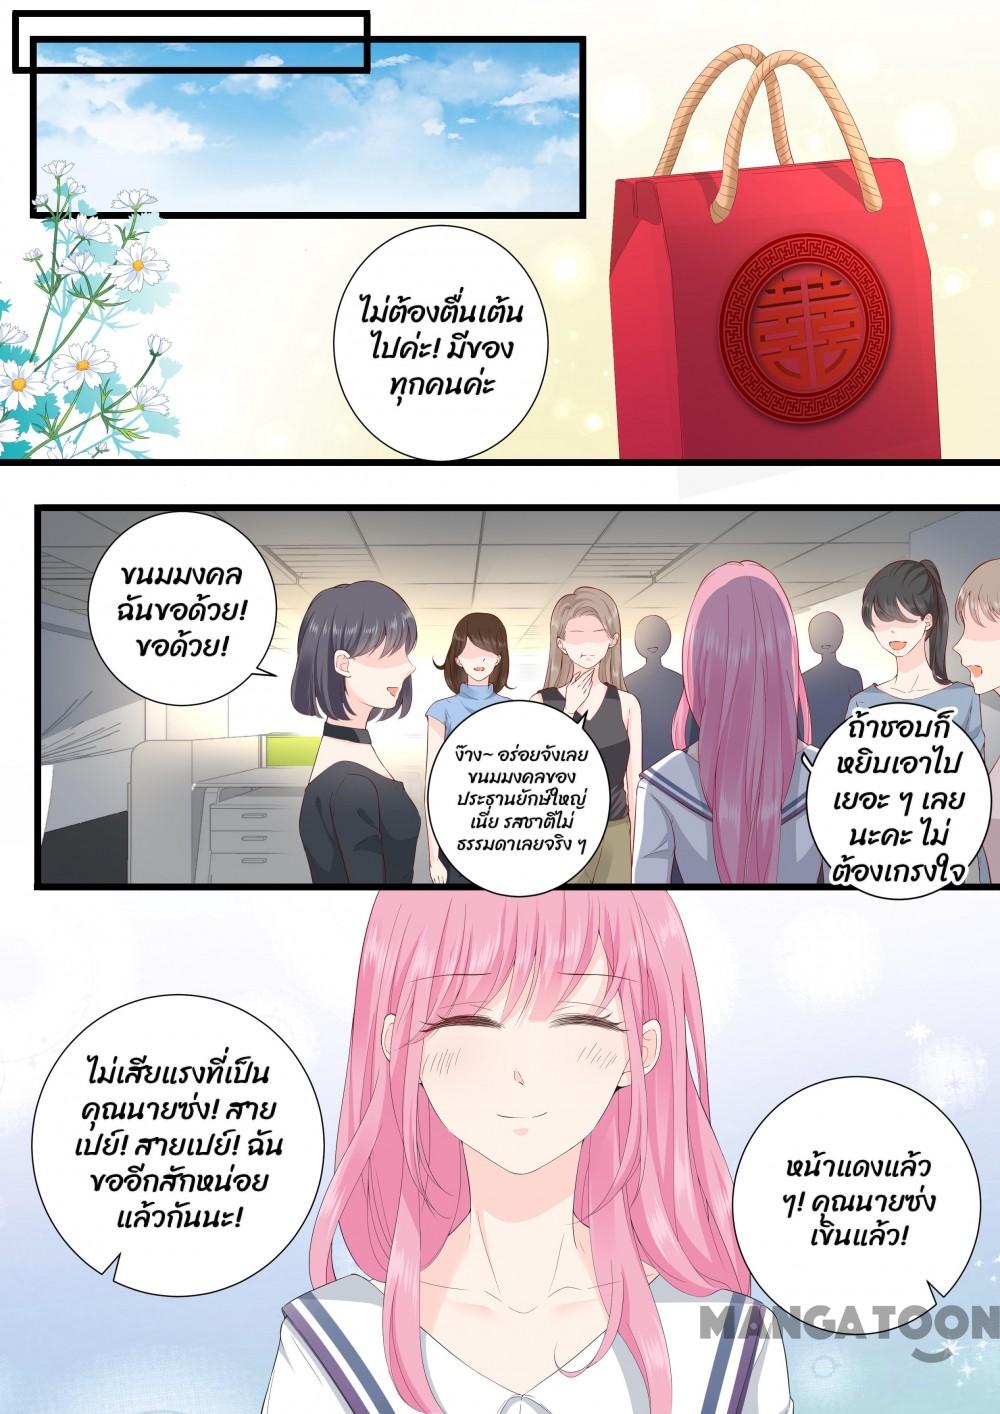 ไม่ต้องตื่นเต้น
ไปค่ะ! มีของ
ทุกคนค่ะ
囍
ขนมมงคล
ฉันขอด้วย!
ขอด้วย!
ง๊าง~ อร่อยจังเลย
ขนมมงคลของ
ประธานยักษ์ใหญ่
เนี่ย รสชาติไม่
ธรรมดาเลยจริง ๆ
ถ้าชอบก็
หยิบเอาไป
เยอะ ๆ เลย
นะคะ ไม่
ต้องเกรงใจ
ไม่เสียแรงที่เป็น
คุณนายซ่ง! สาย
เปย์! สายเปย์! ฉัน
ขออีกสักหน่อย
แล้วกันนะ!
หน้าแดงแล้ว
ๆ! คุณนายซ่ง
เขินแล้ว!
MANGATOON